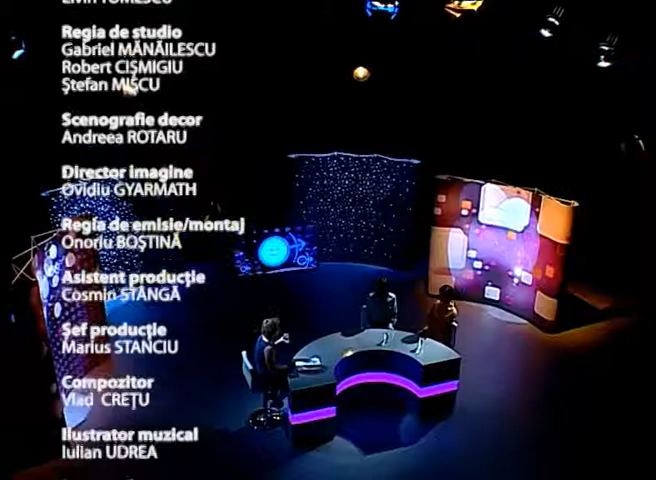 Regia de studio
Gabriel MĂNĂILESCU
Robert CIŞMIGIU
Ştefan MIŞCU
Scenografie decor
Andreea ROTARU
Director imagine
Ovidiu GYARMATH
Regia de emisie/montaj
Onoriu BOŞTINĂ
Asistent producţie
Cosmin STÂNGĂ
Şef producţie
Marius STANCIU
Compozitor
Vlad CREŢU
Ilustrator muzical
Iulian UDREA